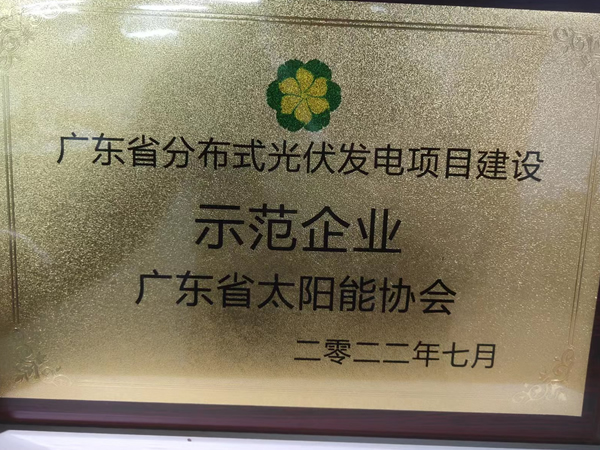 广东省分布式光伏发电项目建设
示范企业
广东省太阳能协会
二零二二年七月